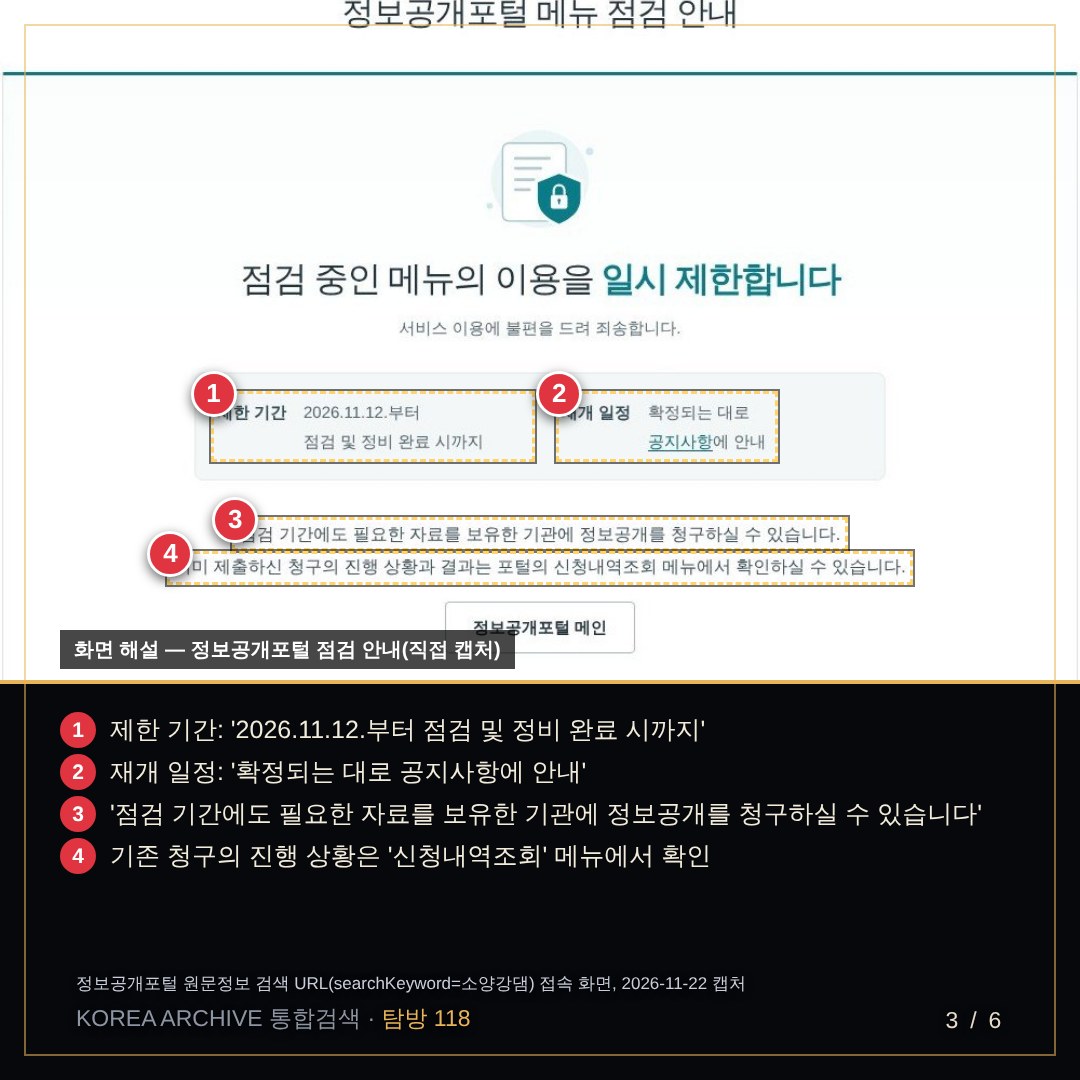 정보공개포털 메뉴 점검 안내
점검 중인 메뉴의 이용을 일시 제한합니다
서비스 이용에 불편을 드려 죄송합니다.
1 기간 2026.11.12.부터
점검 및 정비 완료 시까지
2 일정 확정되는 대로
공지사항에 안내
3 기간에도 필요한 자료를 보유한 기관에 정보공개를 청구하실 수 있습니다.
4 제출하신 청구의 진행 상황과 결과는 포털의 신청내역조회 메뉴에서 확인하실 수 있습니다.
정보공개포털 메인
화면 해설 — 정보공개포털 점검 안내(직접 캡처)
1 제한 기간: '2026.11.12.부터 점검 및 정비 완료 시까지'
2 재개 일정: '확정되는 대로 공지사항에 안내'
3 '점검 기간에도 필요한 자료를 보유한 기관에 정보공개를 청구하실 수 있습니다'
4 기존 청구의 진행 상황은 '신청내역조회' 메뉴에서 확인
정보공개포털 원문정보 검색 URL(searchKeyword=소양강댐) 접속 화면, 2026-11-22 캡처
KOREA ARCHIVE 통합검색 · 탐방 118
3 / 6